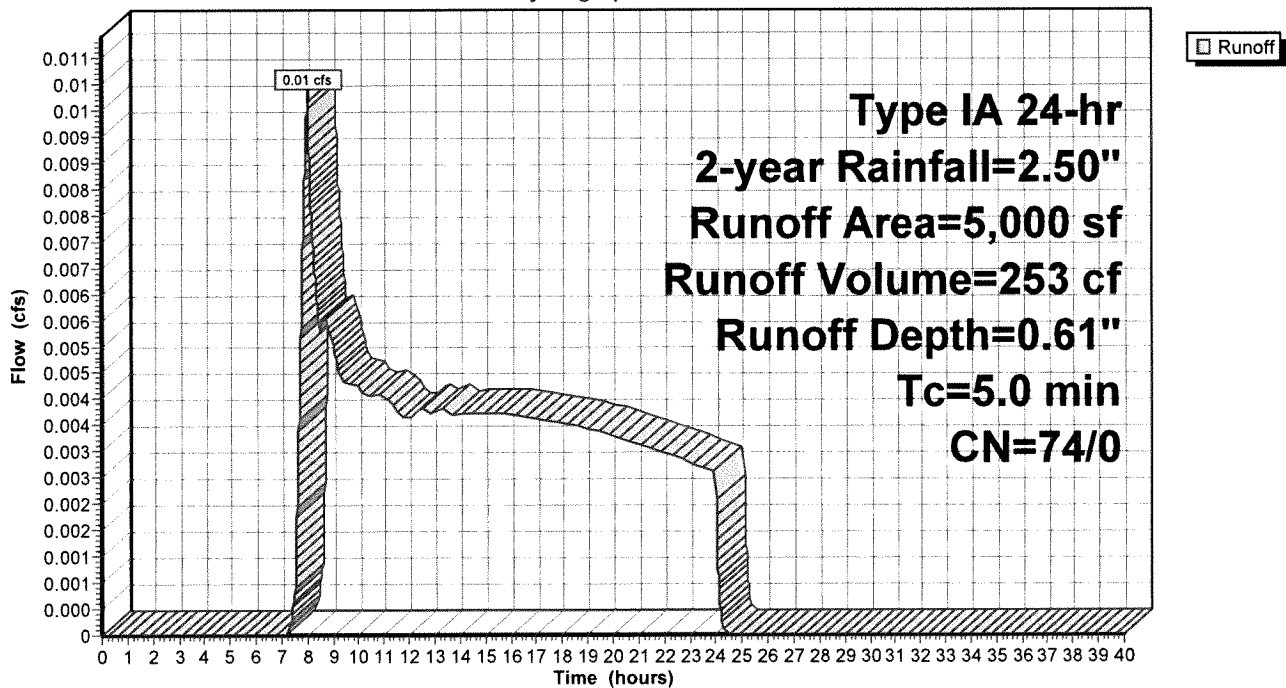 0.011
0.01
0.01
0.009
0.009
0.008
0.008
0.007
0.007
0.006
0.006
0.005
0.005
0.004
0.004
0.003
0.003
0.002
0.002
0.001
0.001
0.000
0
Flow (cfs)
0.01 cfs
Runoff
Type IA 24-hr
2-year Rainfall=2.50"
Runoff Area=5,000 sf
Runoff Volume=253 cf
Runoff Depth=0.61"
Tc=5.0 min
CN=74/0
0 1 2 3 4 5 6 7 8 9 10 11 12 13 14 15 16 17 18 19 20 21 22 23 24 25 26 27 28 29 30 31 32 33 34 35 36 37 38 39 40
Time (hours)